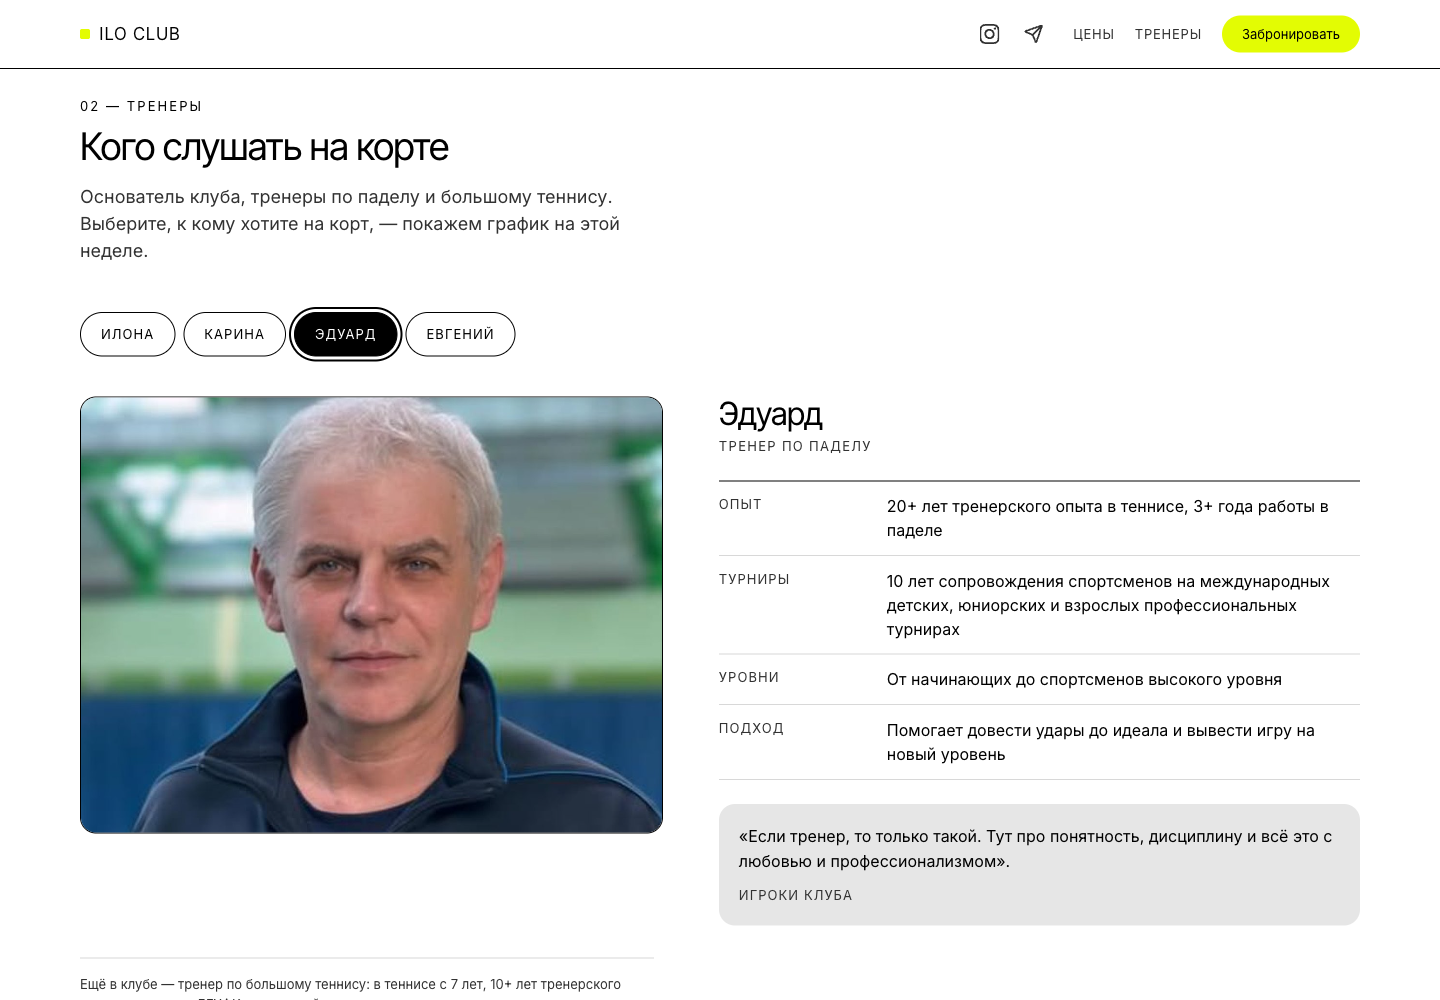 ILO CLUB
ЦЕНЫ
ТРЕНЕРЫ
Забронировать
02 — ТРЕНЕРЫ
Кого слушать на корте
Основатель клуба, тренеры по паделу и большому теннису.
Выберите, к кому хотите на корт, — покажем график на этой
неделе.
ИЛОНА
КАРИНА
ЭДУАРД
ЕВГЕНИЙ
Эдуард
ТРЕНЕР ПО ПАДЕЛУ
ОПЫТ
20+ лет тренерского опыта в теннисе, 3+ года работы в
паделе
ТУРНИРЫ
10 лет сопровождения спортсменов на международных
детских, юниорских и взрослых профессиональных
турнирах
УРОВНИ
От начинающих до спортсменов высокого уровня
ПОДХОД
Помогает довести удары до идеала и вывести игру на
новый уровень
«Если тренер, то только такой. Тут про понятность, дисциплину и всё это с
любовью и профессионализмом».
ИГРОКИ КЛУБА
Ещё в клубе — тренер по большому теннису: в теннисе с 7 лет, 10+ лет тренерского